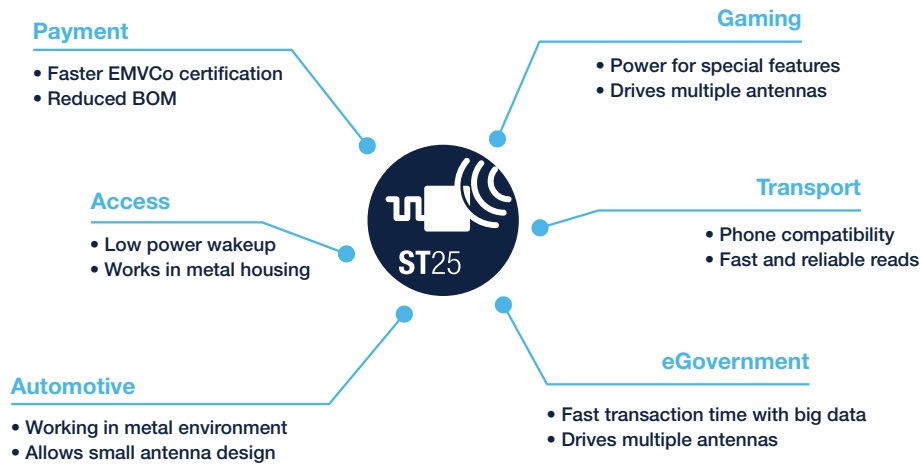 Payment
• Faster EMVCo certification
• Reduced BOM
Gaming
• Power for special features
• Drives multiple antennas
Access
• Low power wakeup
• Works in metal housing
ST25
Transport
• Phone compatibility
• Fast and reliable reads
Automotive
• Working in metal environment
• Allows small antenna design
eGovernment
• Fast transaction time with big data
• Drives multiple antennas